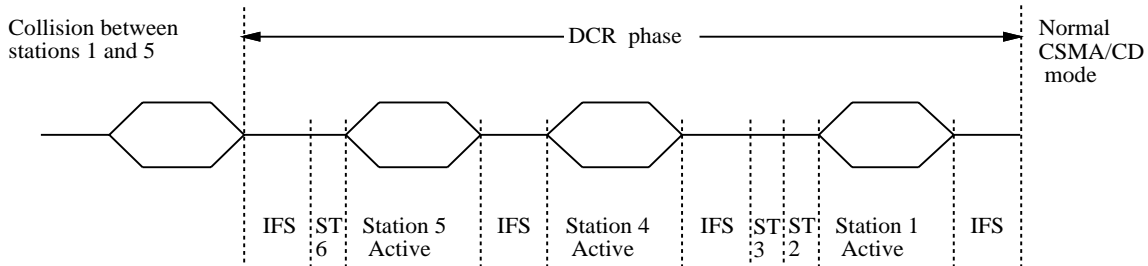 Collision between
stations 1 and 5
DCR phase
Normal
CSMA/CD
mode
IFS
ST
6
Station 5
Active
IFS
Station 4
Active
IFS
ST
3
ST
2
Station 1
Active
IFS